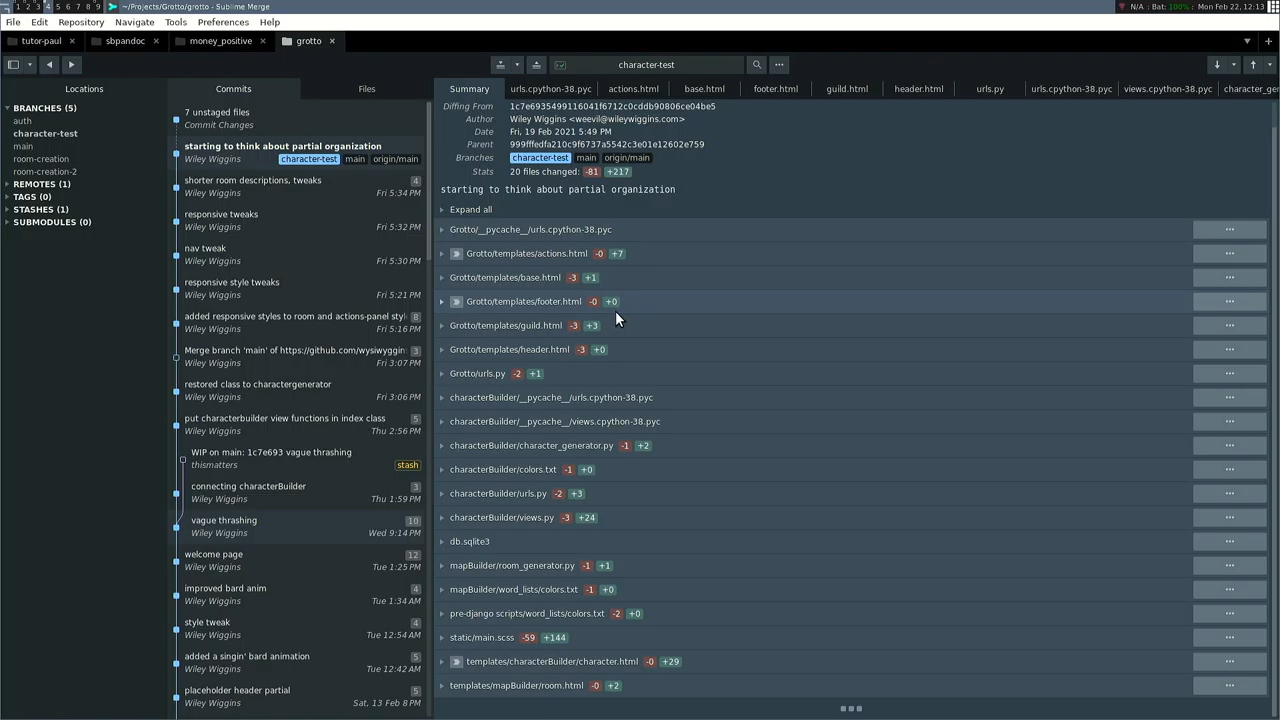 1 2 3 4 5 6 7 8 9 ~/Projects/Grotto/grotto - Sublime Merge N/A : Bat: 100% : Mon Feb 22, 12:13
File Edit Repository Navigate Tools Preferences Help
tutor-paul × sbpandoc × money_positive × grotto ×
character-test
Locations Commits Files
Summary urls.cpython-38.pyc actions.html base.html footer.html guild.html header.html urls.py urls.cpython-38.pyc views.cpython-38.pyc character_ge
BRANCHES (5)
auth
character-test
main
room-creation
room-creation-2
REMOTES (1)
TAGS (0)
STASHES (1)
SUBMODULES (0)
7 unstaged files
Commit Changes
starting to think about partial organization
Wiley Wiggins character-test main origin/main
shorter room descriptions, tweaks 4
Wiley Wiggins Fri 5:34 PM
responsive tweaks
Wiley Wiggins Fri 5:32 PM
nav tweak
Wiley Wiggins Fri 5:30 PM
responsive style tweaks
Wiley Wiggins Fri 5:21 PM
added responsive styles to room and actions-panel styl 8
Wiley Wiggins Fri 5:16 PM
Merge branch 'main' of https://github.com/wysiwyggin 3
Wiley Wiggins Fri 3:07 PM
restored class to charactergenerator
Wiley Wiggins Fri 3:06 PM
put characterbuilder view functions in index class 5
Wiley Wiggins Thu 2:56 PM
WIP on main: 1c7e693 vague thrashing
thismatters stash
connecting characterBuilder 3
Wiley Wiggins Thu 1:59 PM
vague thrashing 10
Wiley Wiggins Wed 9:14 PM
welcome page 12
Wiley Wiggins Tue 1:25 PM
improved bard anim 4
Wiley Wiggins Tue 1:34 AM
style tweak 4
Wiley Wiggins Tue 12:54 AM
added a singin' bard animation 5
Wiley Wiggins Tue 12:42 AM
placeholder header partial 5
Wiley Wiggins Sat, 13 Feb 8 PM
Diffing From 1c7e6935499116041f6712c0cddb90806ce04be5
Author Wiley Wiggins <weevil@wileywiggins.com>
Date Fri, 19 Feb 2021 5:49 PM
Parent 999fffedfa210c9f6737a5542c3e01e12602e759
Branches character-test main origin/main
Stats 20 files changed: -81 +217
starting to think about partial organization
Expand all
Grotto/__pycache__/urls.cpython-38.pyc
Grotto/templates/actions.html -0 +7
Grotto/templates/base.html -3 +1
Grotto/templates/footer.html -0 +0
Grotto/templates/guild.html -3 +3
Grotto/templates/header.html -3 +0
Grotto/urls.py -2 +1
characterBuilder/__pycache__/urls.cpython-38.pyc
characterBuilder/__pycache__/views.cpython-38.pyc
characterBuilder/character_generator.py -1 +2
characterBuilder/colors.txt -1 +0
characterBuilder/urls.py -2 +3
characterBuilder/views.py -3 +24
db.sqlite3
mapBuilder/room_generator.py -1 +1
mapBuilder/word_lists/colors.txt -1 +0
pre-django scripts/word_lists/colors.txt -2 +0
static/main.scss -59 +144
templates/characterBuilder/character.html -0 +29
templates/mapBuilder/room.html -0 +2